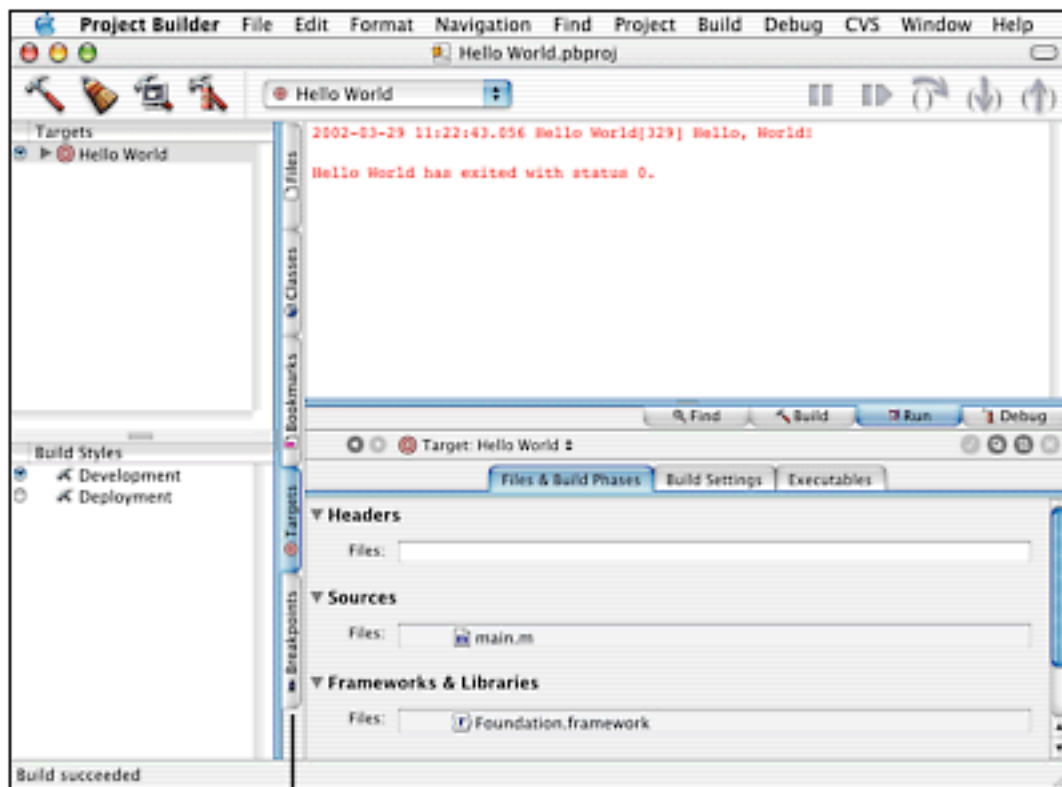 Project Builder File Edit Format Navigation Find Project Build Debug CVS Window Help
Hello World.pbproj
Hello World
Targets
Hello World
Files
Classes
Bookmarks
Targets
Breakpoints
2002-03-29 11:22:43.056 Hello World[329] Hello, World!
Hello World has exited with status 0.
Find Build Run Debug
Build Styles
Development
Deployment
Target: Hello World
Files & Build Phases Build Settings Executables
Headers
Files:
Sources
Files: main.m
Frameworks & Libraries
Files: Foundation.framework
Build succeeded